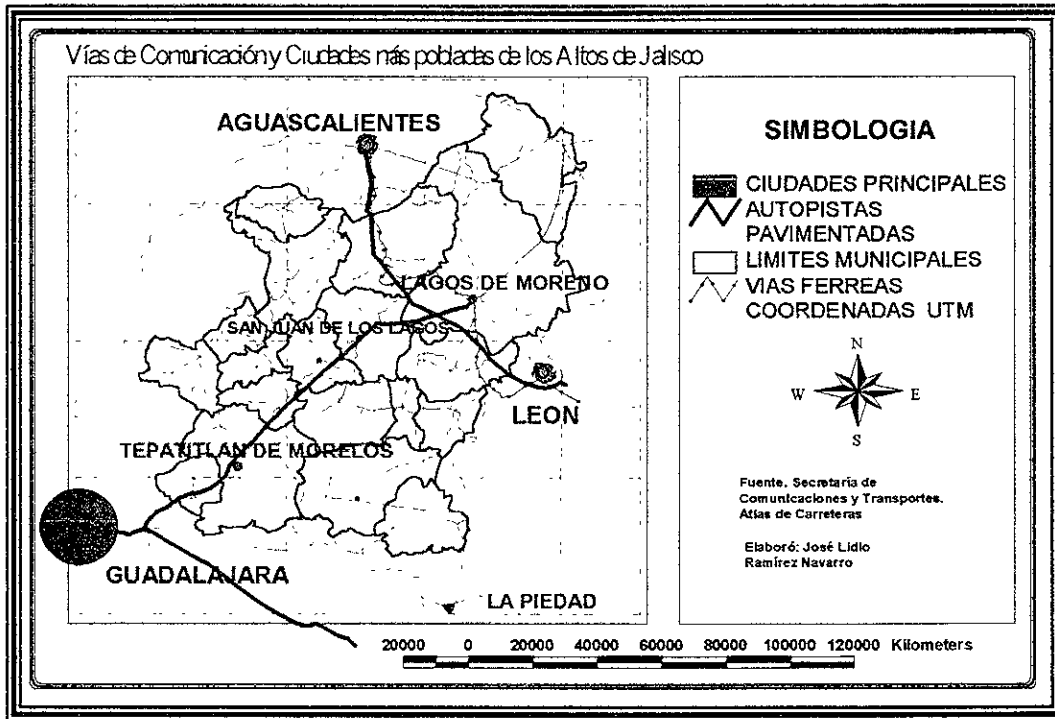 Vías de Comunicación y Ciudades más pobladas de los Altos de Jalisco
AGUASCALIENTES
LAGOS DE MORENO
SAN JUAN DE LOS LAGOS
LEON
TEPATITLAN DE MORELOS
GUADALAJARA
LA PIEDAD
SIMBOLOGIA
CIUDADES PRINCIPALES
AUTOPISTAS
PAVIMENTADAS
LIMITES MUNICIPALES
VIAS FERREAS
COORDENADAS UTM
N
W E
S
Fuente. Secretaría de
Comunicaciones y Transportes.
Atlas de Carreteras
Elaboró: José Lidio
Ramírez Navarro
20000 0 20000 40000 60000 80000 100000 120000 Kilometers